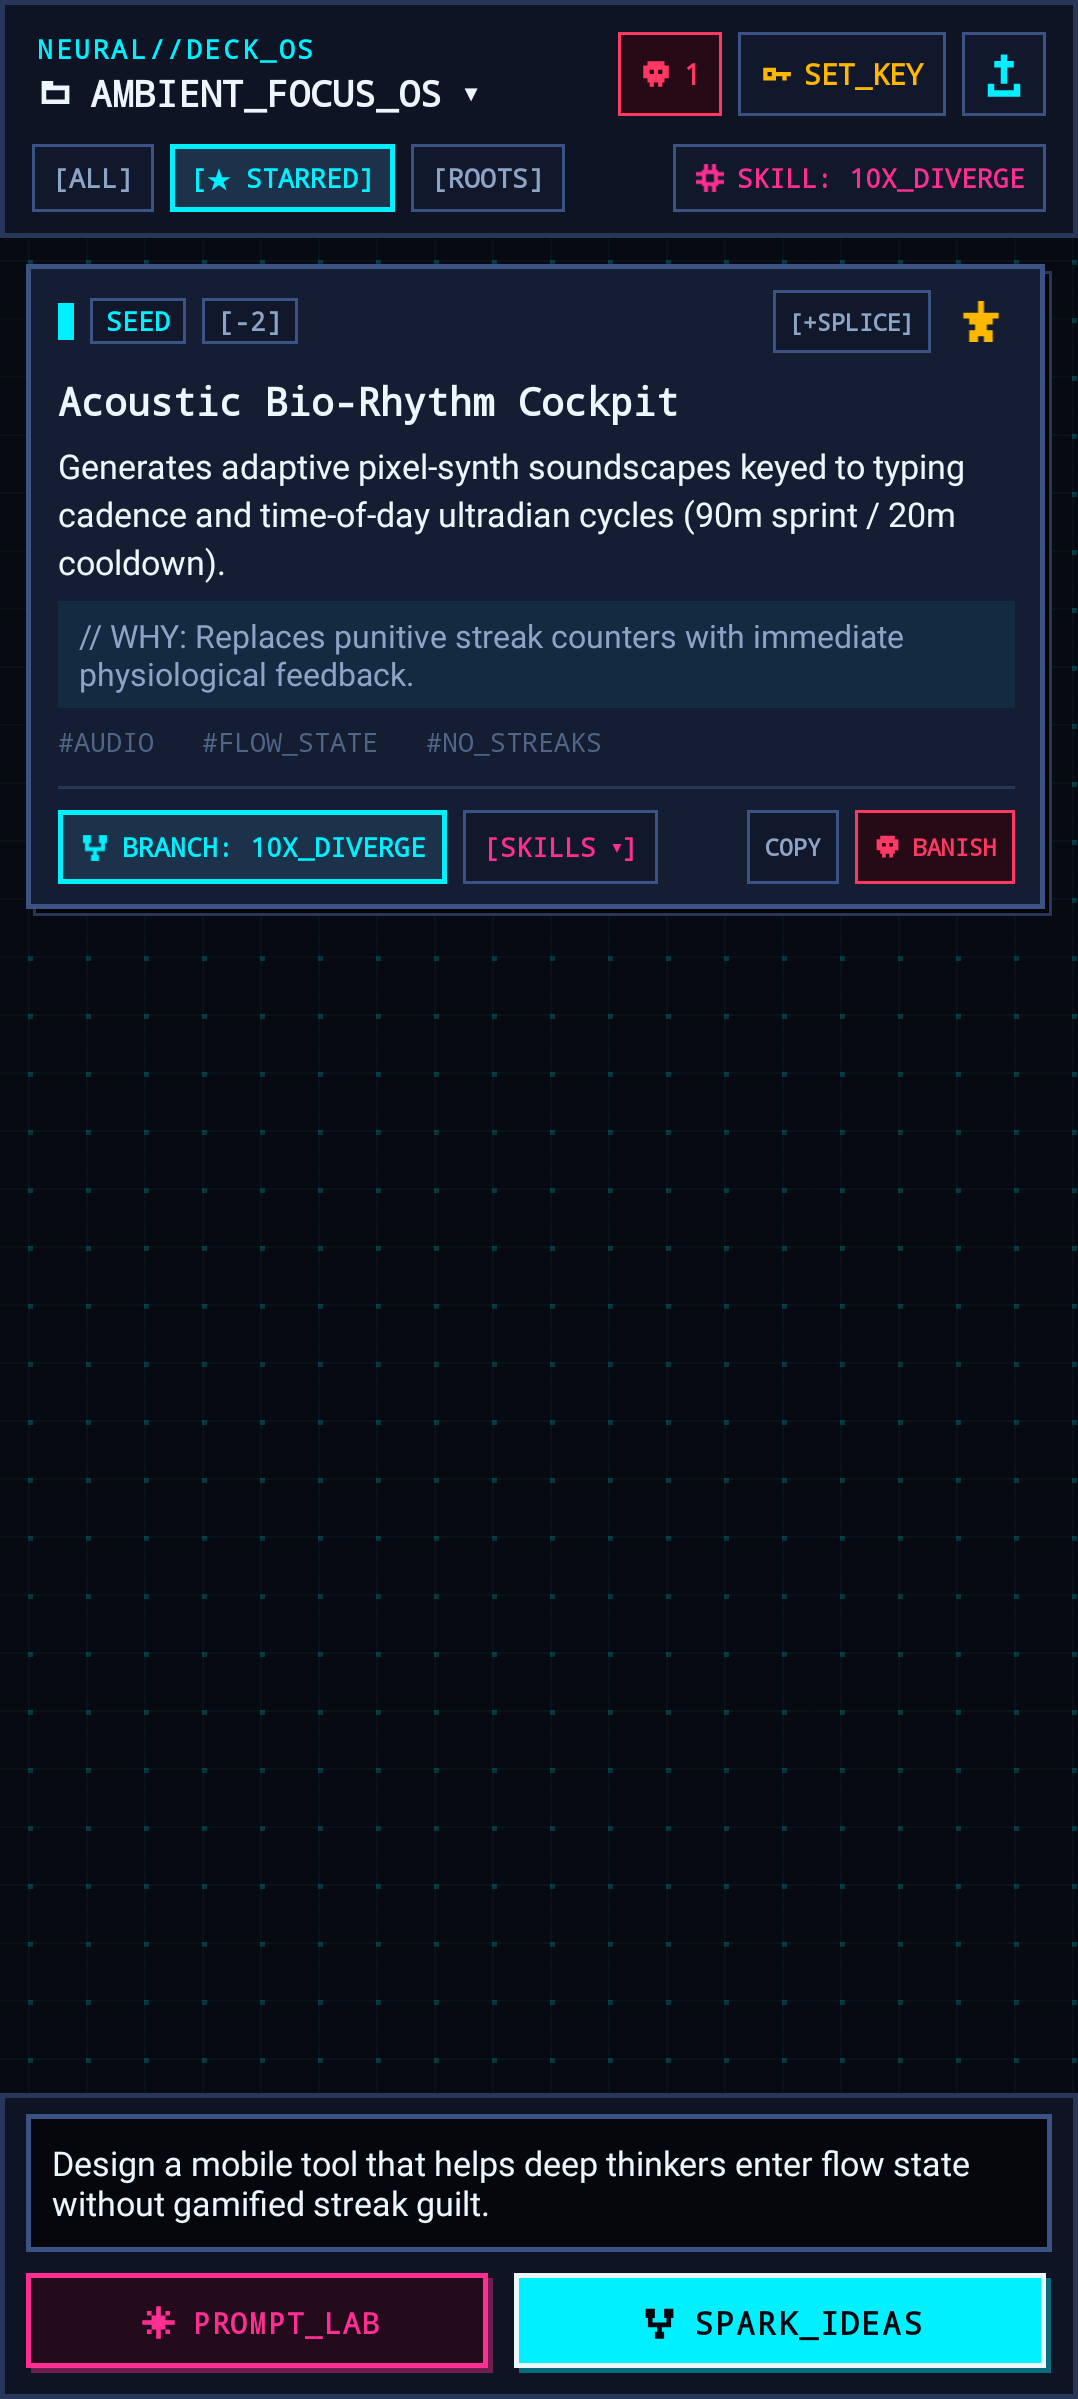 NEURAL//DECK_OS
AMBIENT_FOCUS_OS ▼
1
SET_KEY
[ALL]
[★ STARRED]
[ROOTS]
SKILL: 10X_DIVERGE
SEED
[-2]
[+SPLICE]
Acoustic Bio-Rhythm Cockpit
Generates adaptive pixel-synth soundscapes keyed to typing
cadence and time-of-day ultradian cycles (90m sprint / 20m
cooldown).
// WHY: Replaces punitive streak counters with immediate
physiological feedback.
#AUDIO #FLOW_STATE #NO_STREAKS
BRANCH: 10X_DIVERGE
[SKILLS ▾]
COPY
BANISH
Design a mobile tool that helps deep thinkers enter flow state
without gamified streak guilt.
PROMPT_LAB
SPARK_IDEAS